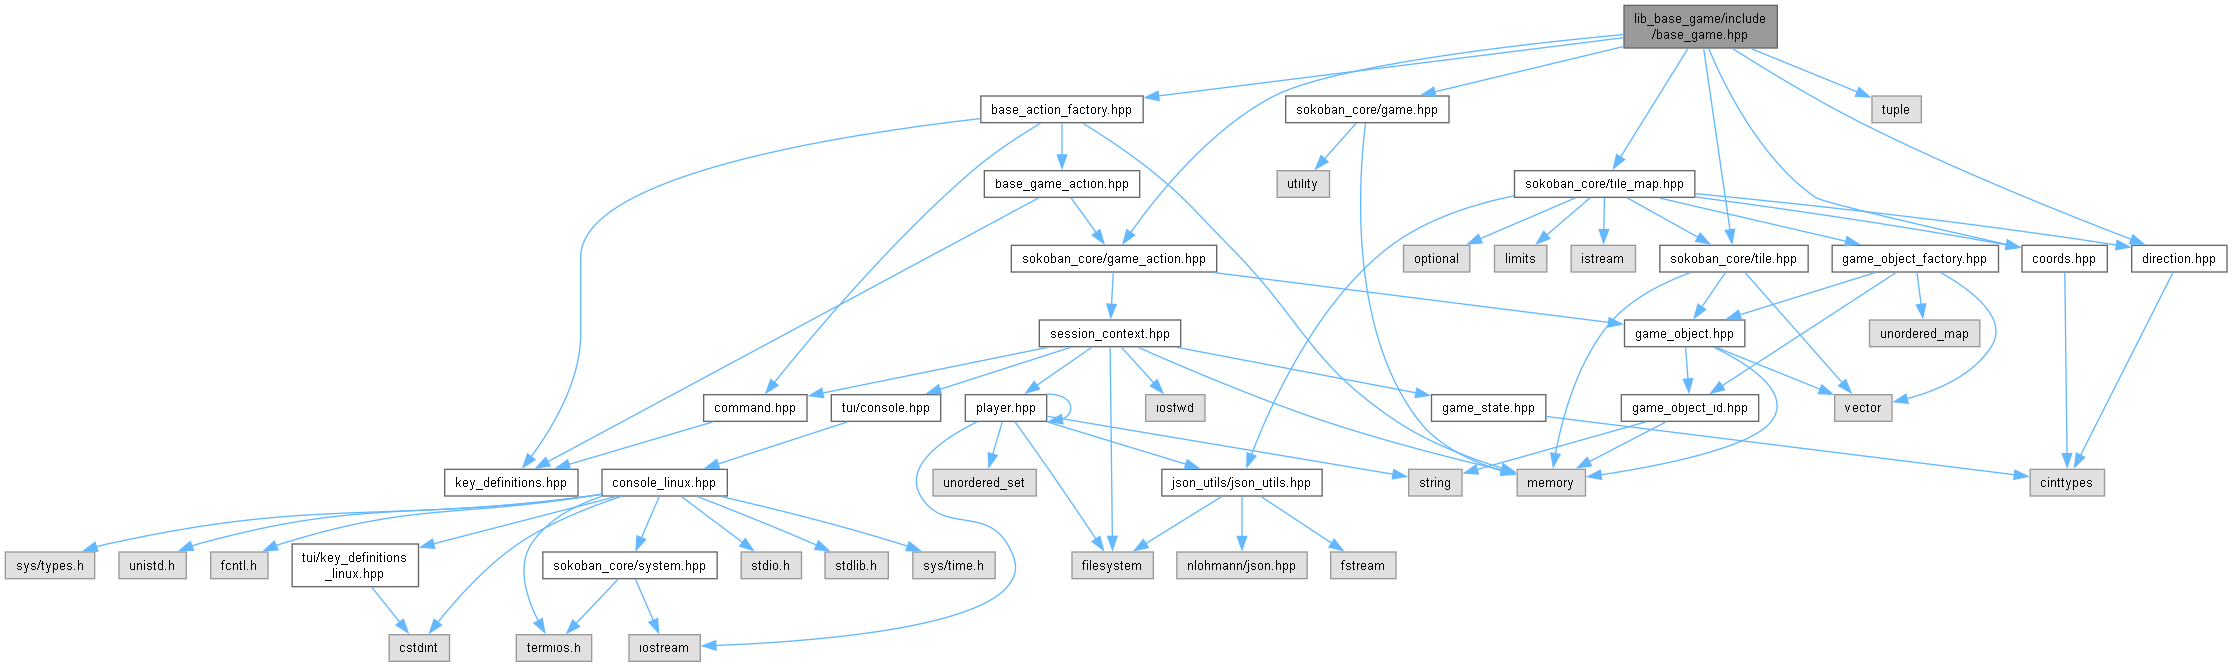 lib_base_game/include
/base_game.hpp
base_action_factory.hpp
sokoban_core/game.hpp
tuple
base_game_action.hpp
utility
sokoban_core/tile_map.hpp
sokoban_core/game_action.hpp
optional
limits
istream
sokoban_core/tile.hpp
game_object_factory.hpp
coords.hpp
direction.hpp
session_context.hpp
game_object.hpp
unordered_map
command.hpp
tui/console.hpp
player.hpp
iosfwd
game_state.hpp
game_object_id.hpp
vector
key_definitions.hpp
console_linux.hpp
unordered_set
json_utils/json_utils.hpp
string
memory
cinttypes
sys/types.h
unistd.h
fcntl.h
tui/key_definitions
_linux.hpp
sokoban_core/system.hpp
stdio.h
stdlib.h
sys/time.h
filesystem
nlohmann/json.hpp
fstream
cstdint
termios.h
iostream